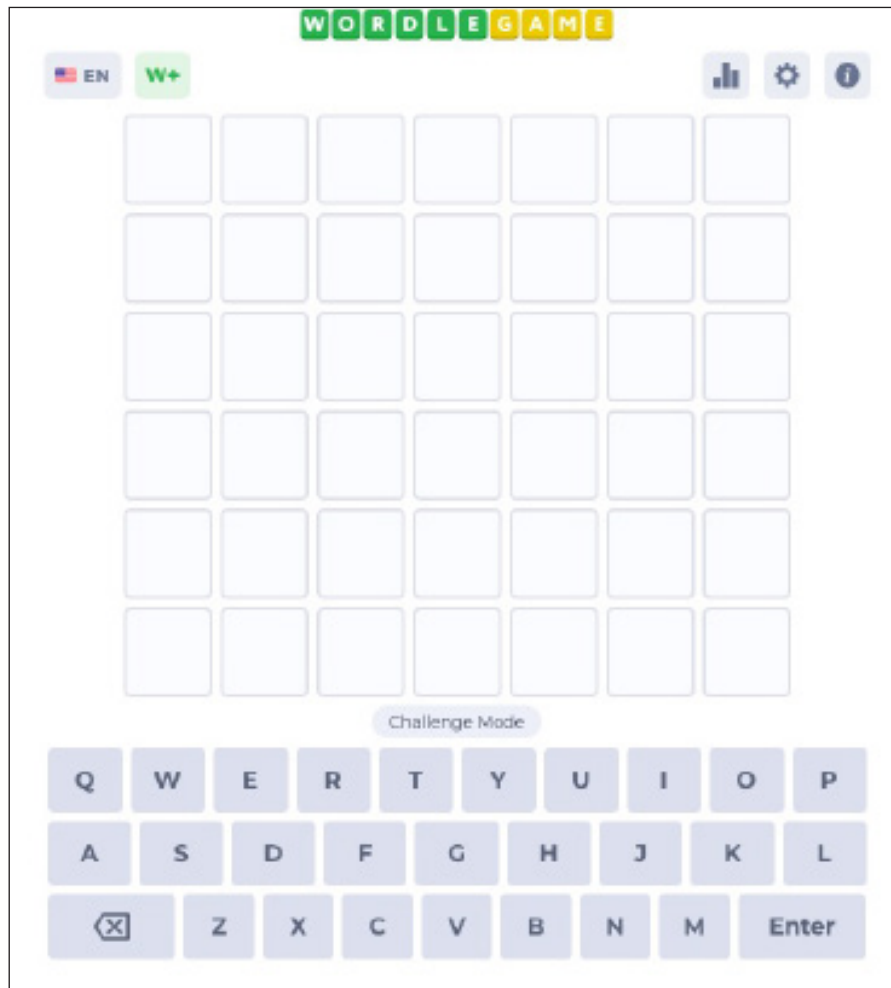 WORDLEGAME
EN W+
Challenge Mode
Q W E R T Y U I O P
A S D F G H J K L
Z X C V B N M Enter